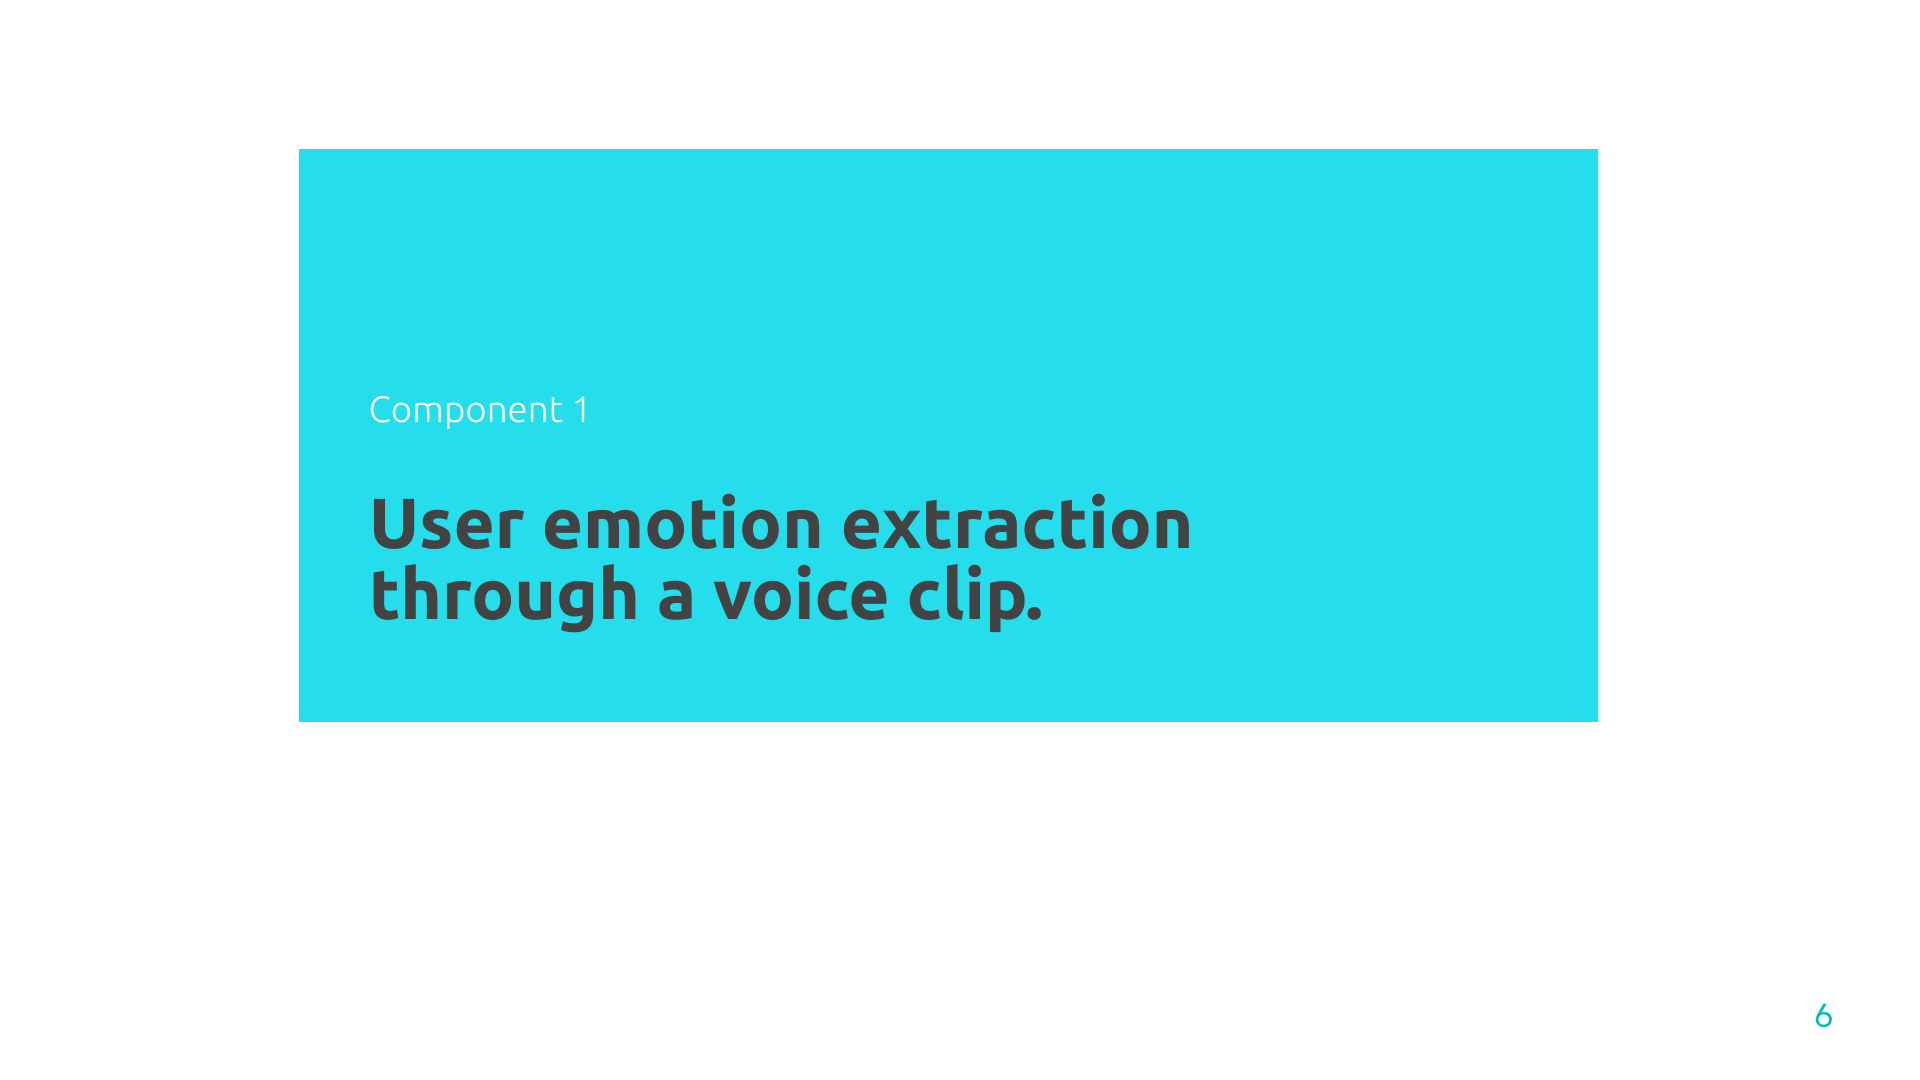 Component 1
User emotion extraction
through a voice clip.
6